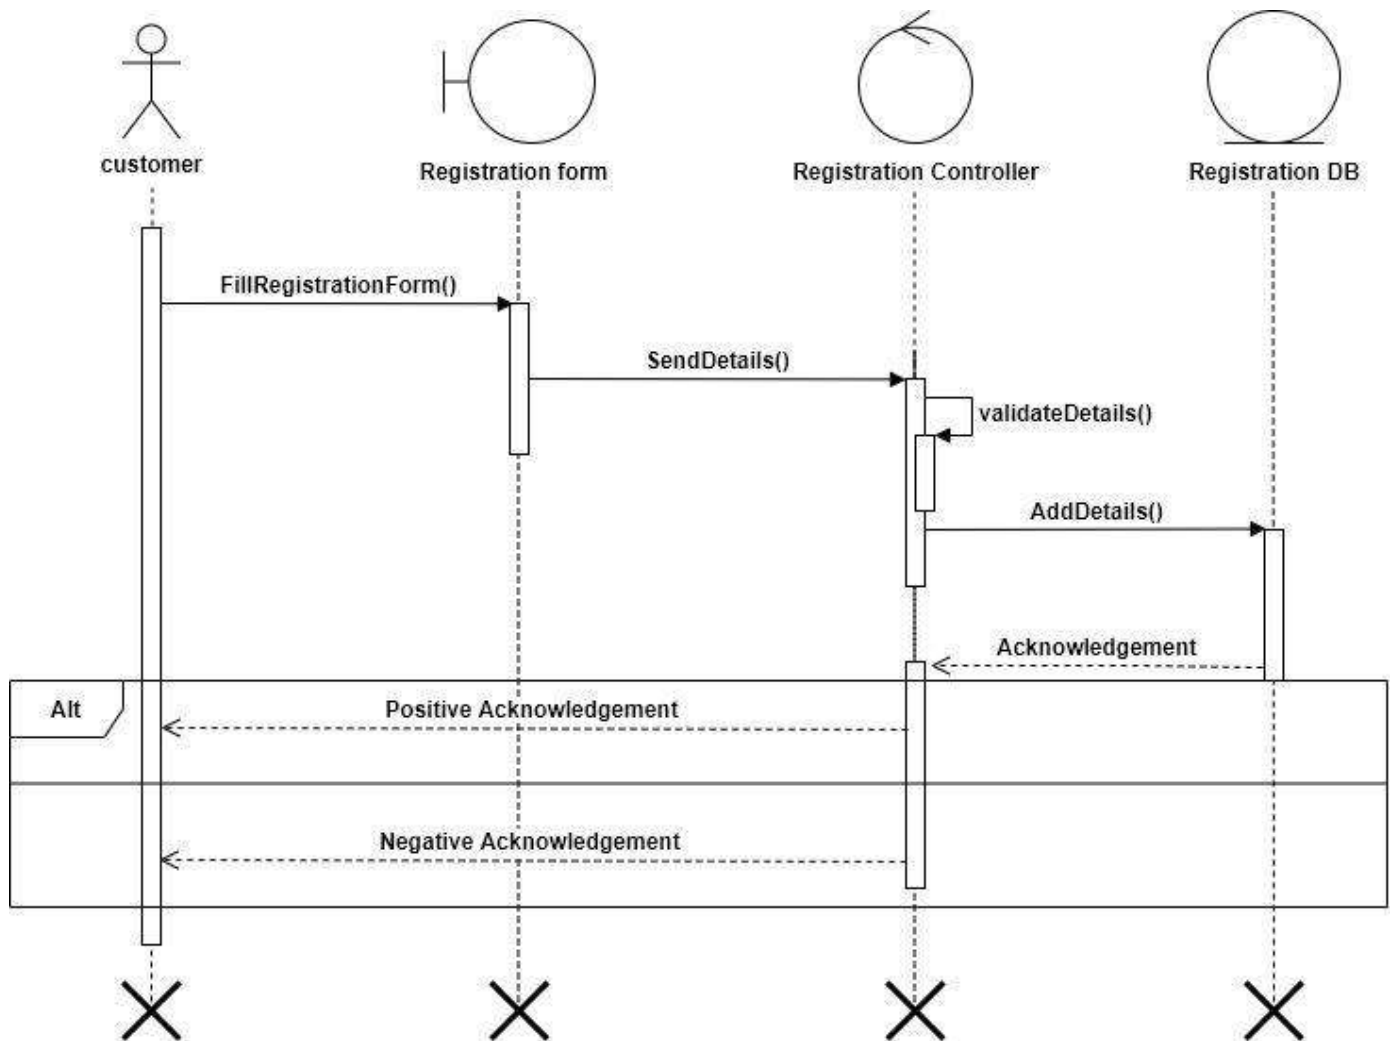 customer
Registration form
Registration Controller
Registration DB
FillRegistrationForm()
SendDetails()
validateDetails()
AddDetails()
Acknowledgement
Alt
Positive Acknowledgement
Negative Acknowledgement